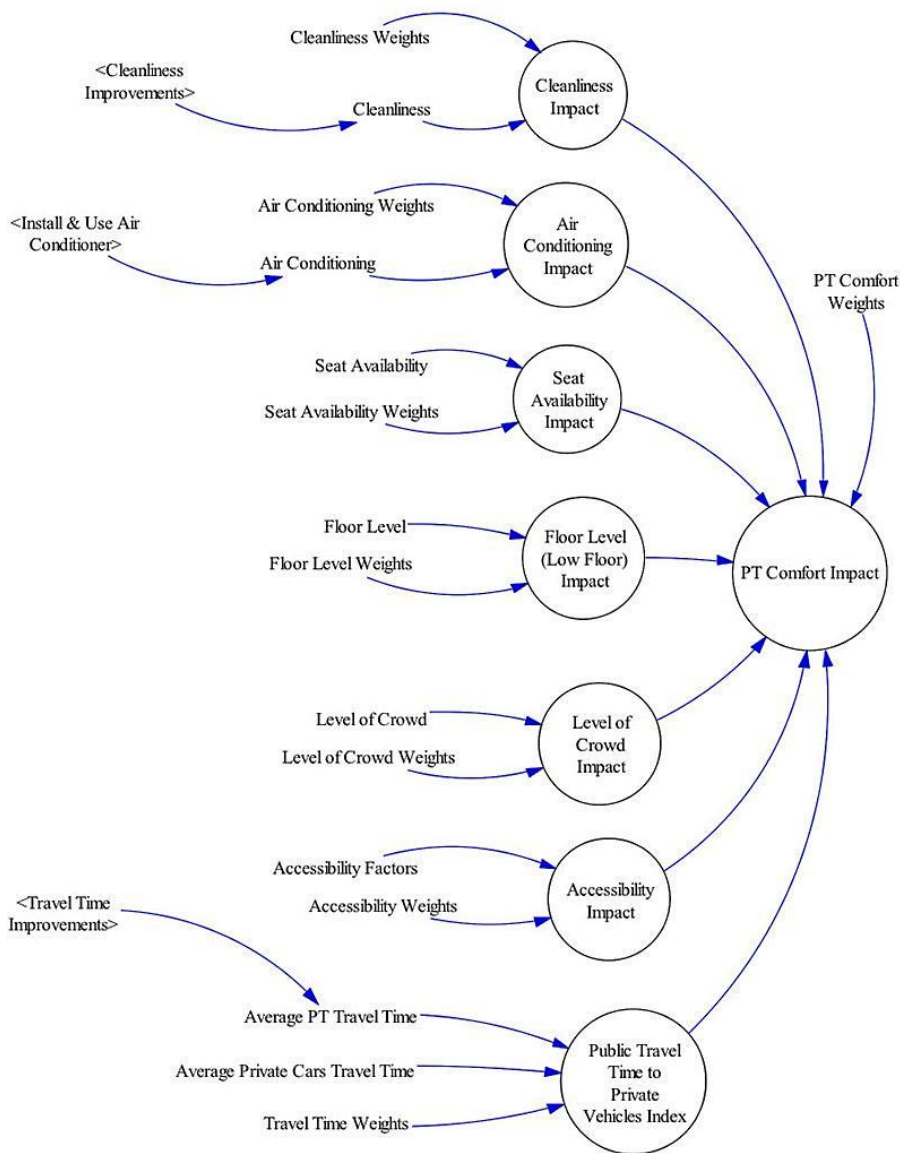 Cleanliness Weights
<Cleanliness
Improvements>
Cleanliness
Cleanliness
Impact
Air Conditioning Weights
<Install & Use Air
Conditioner>
Air Conditioning
Air
Conditioning
Impact
PT Comfort
Weights
Seat Availability
Seat Availability Weights
Seat
Availability
Impact
Floor Level
Floor Level Weights
Floor Level
(Low Floor)
Impact
PT Comfort Impact
Level of Crowd
Level of Crowd Weights
Level of
Crowd
Impact
Accessibility Factors
Accessibility Weights
Accessibility
Impact
<Travel Time
Improvements>
Average PT Travel Time
Average Private Cars Travel Time
Travel Time Weights
Public Travel
Time to
Private
Vehicles Index